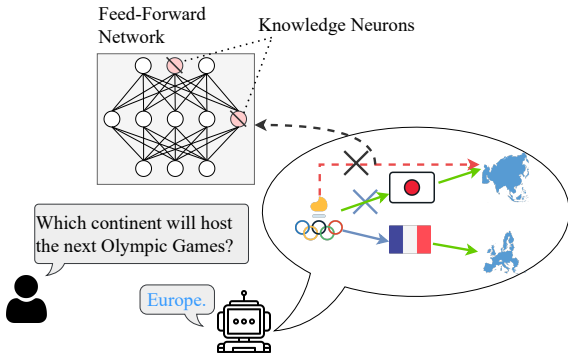 Feed-Forward
Network
Knowledge Neurons
Which continent will host
the next Olympic Games?
Europe.